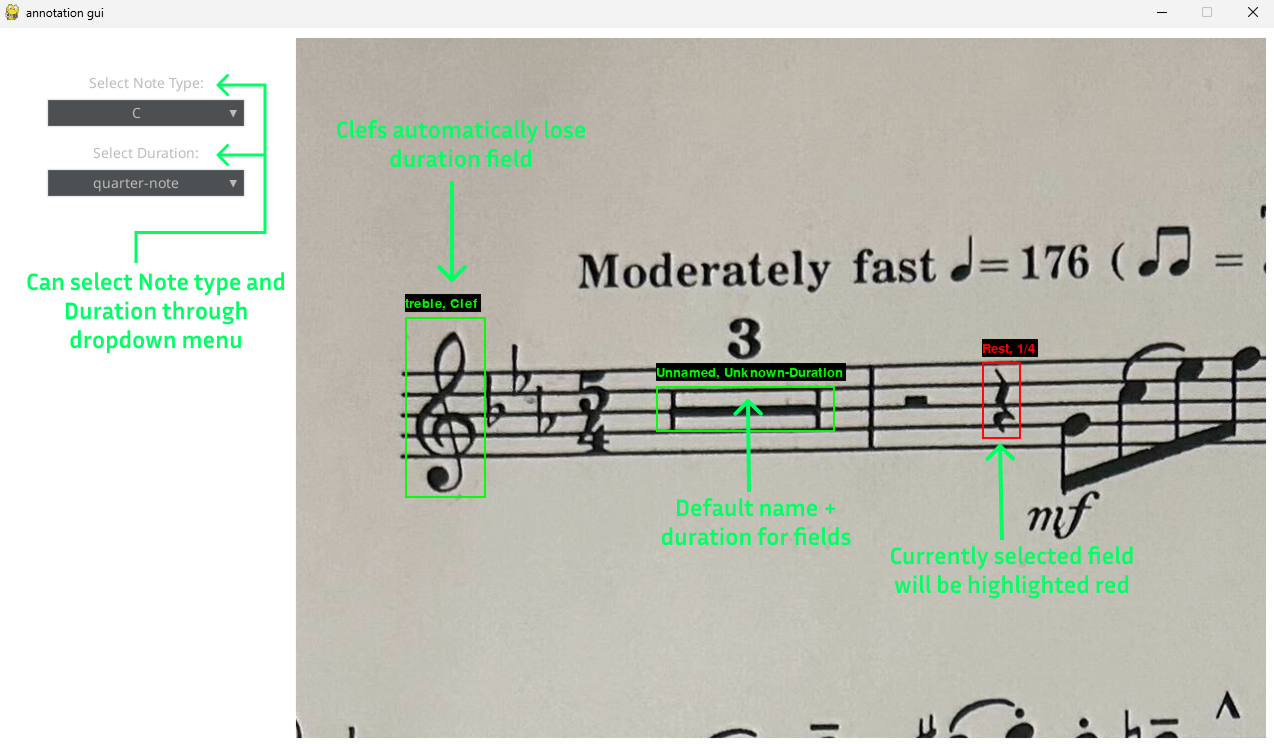 annotation gui
Select Note Type:
C
Select Duration:
quarter-note
Can select Note type and
Duration through
dropdown menu
Clefs automatically lose
duration field
Moderately fast ♩=176 (♫ =
treble, Clef
3
Unnamed, Unknown-Duration
Rest, 1/4
5
4
mf
Default name +
duration for fields
Currently selected field
will be highlighted red